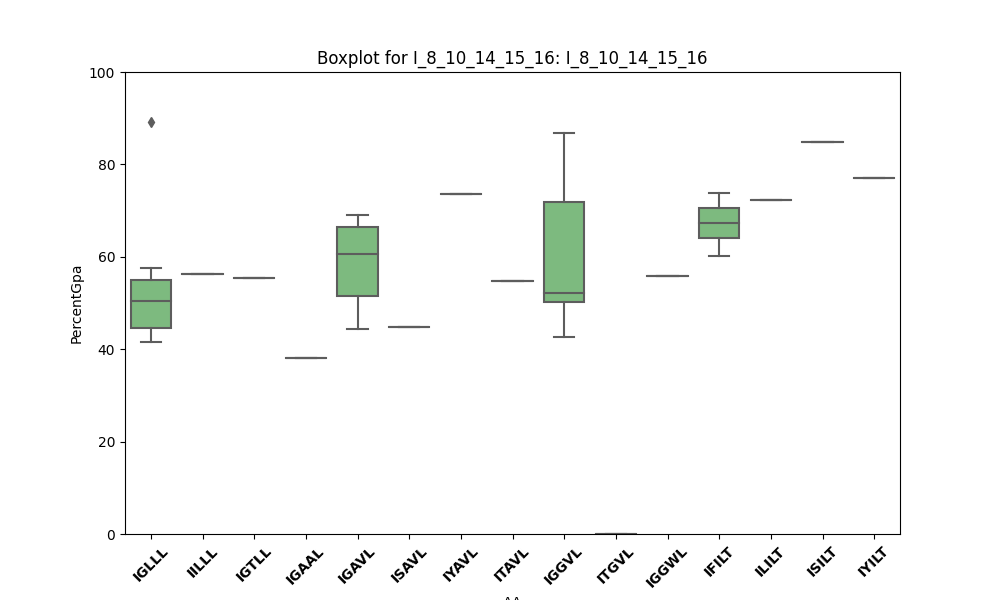 Boxplot for I_8_10_14_15_16: I_8_10_14_15_16
100
80
60
40
20
0
PercentGpa
IGLLL
IILLL
IGTLL
IGAAL
IGAVL
ISAVL
IYAVL
ITAVL
IGGVL
ITGVL
IGGWL
IFILT
ILILT
ISILT
IYILT